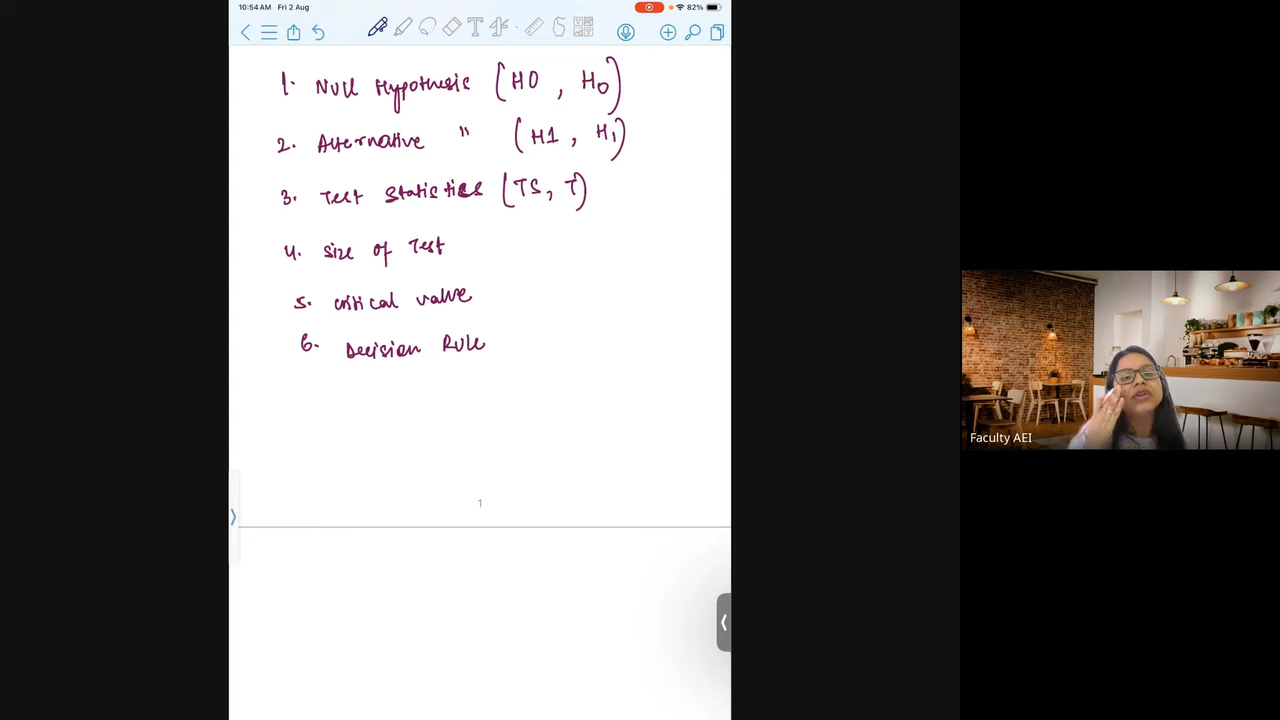 10:54 AM Fri 2 Aug
82%
1. Null Hypothesis (H0, H₀)
2. Alternative " (H1, H₁)
3. Test Statistics (TS, T)
4. Size of Test
5. critical value
6. Decision Rule
1
Faculty AEI